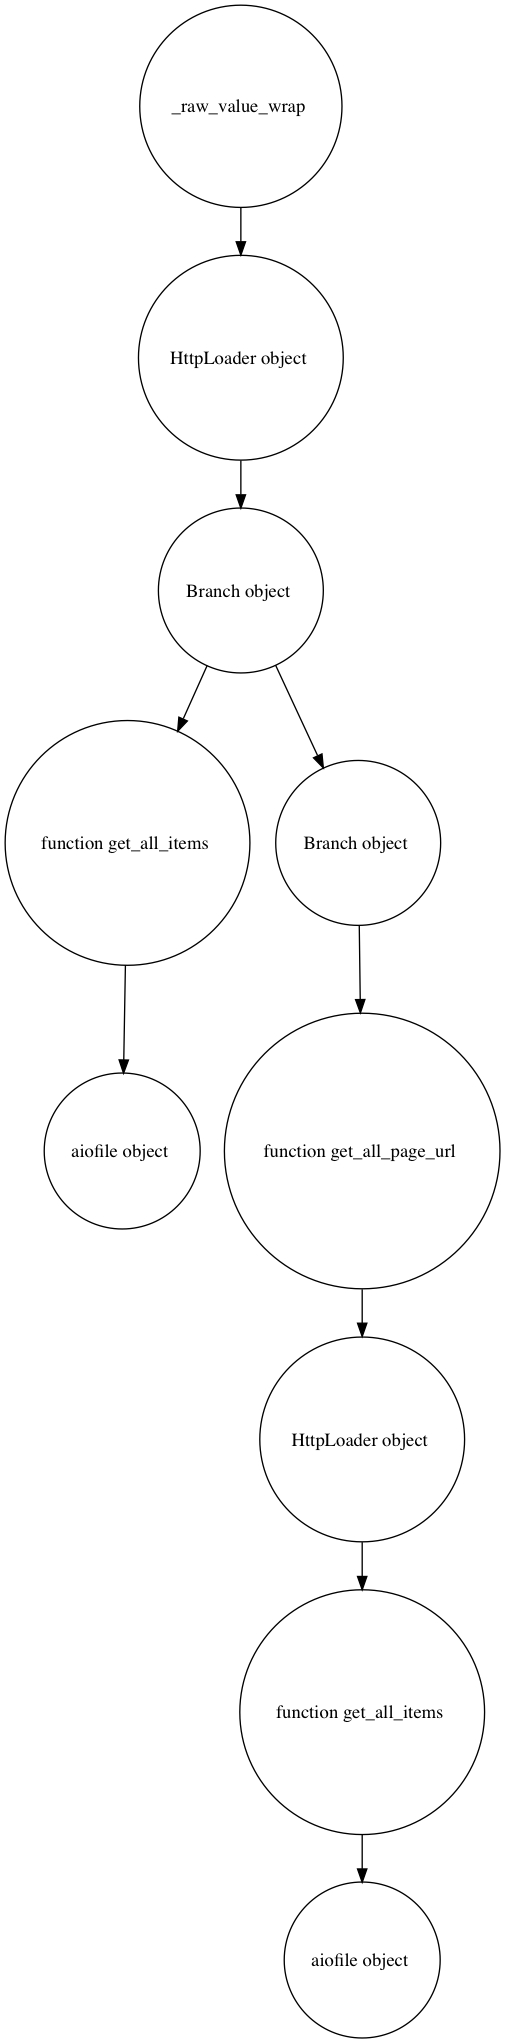 _raw_value_wrap
HttpLoader object
Branch object
function get_all_items
Branch object
aiofile object
function get_all_page_url
HttpLoader object
function get_all_items
aiofile object